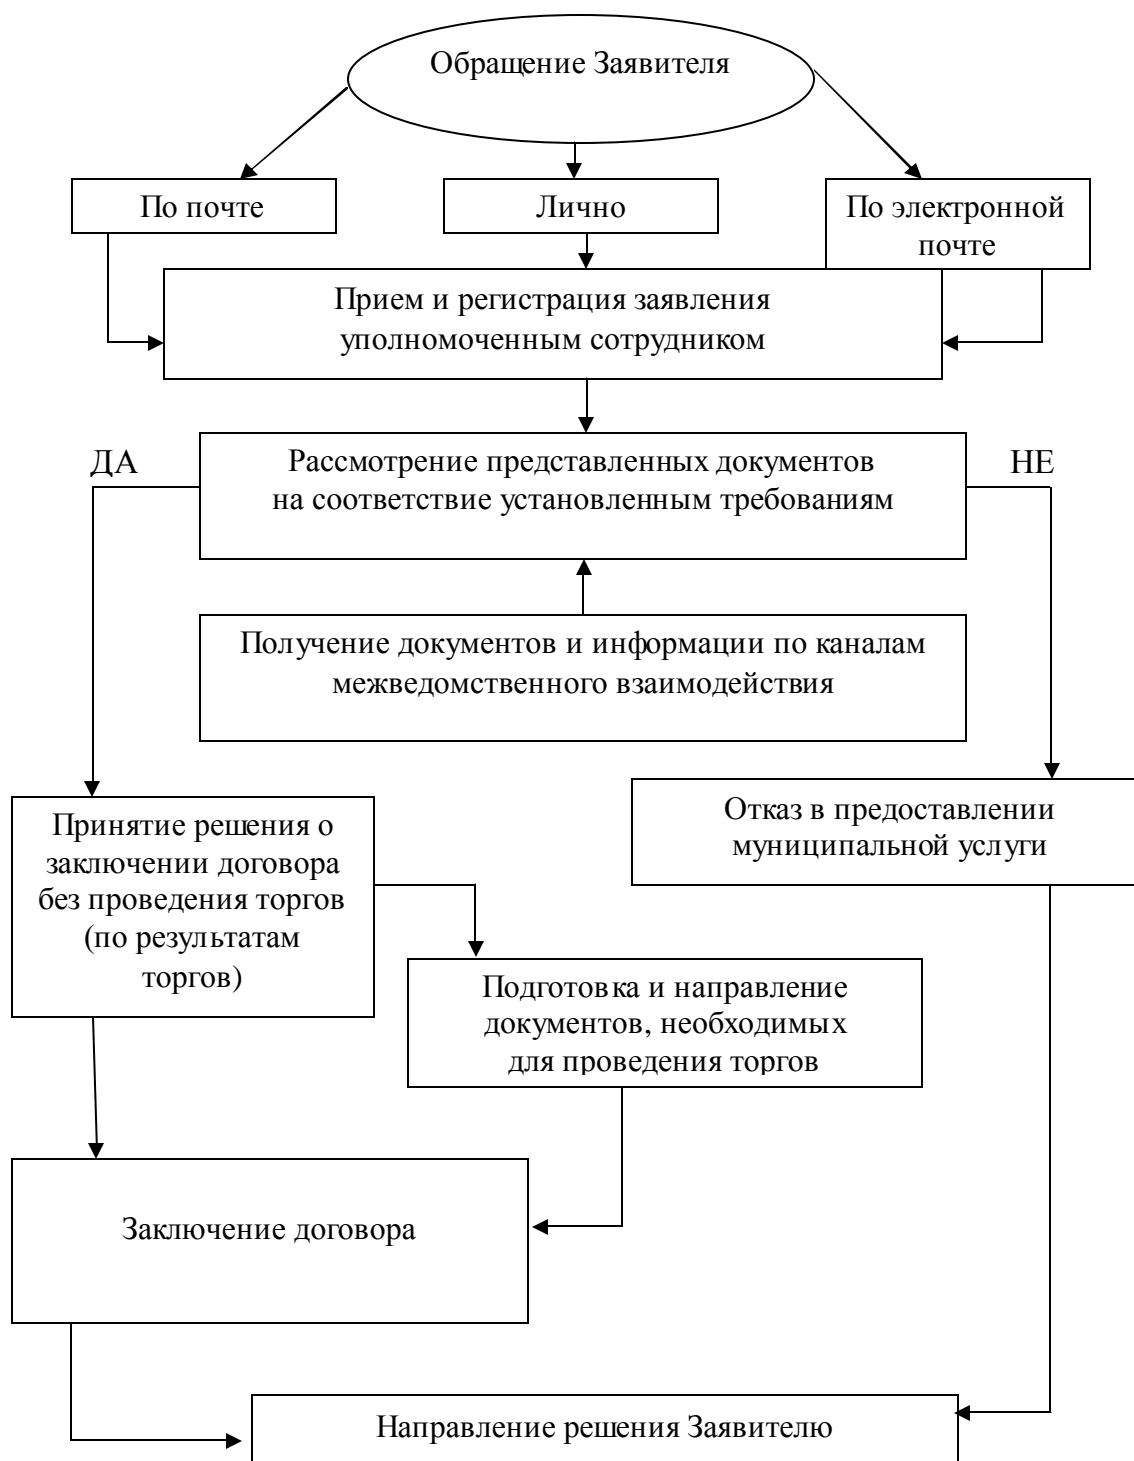 Обращение Заявителя
По почте
Лично
По электронной
почте
Прием и регистрация заявления
уполномоченным сотрудником
ДА
Рассмотрение представленных документов
на соответствие установленным требованиям
НЕ
Получение документов и информации по каналам
межведомственного взаимодействия
Принятие решения о
заключении договора
без проведения торгов
(по результатам
торгов)
Отказ в предоставлении
муниципальной услуги
Подготовка и направление
документов, необходимых
для проведения торгов
Заключение договора
Направление решения Заявителю